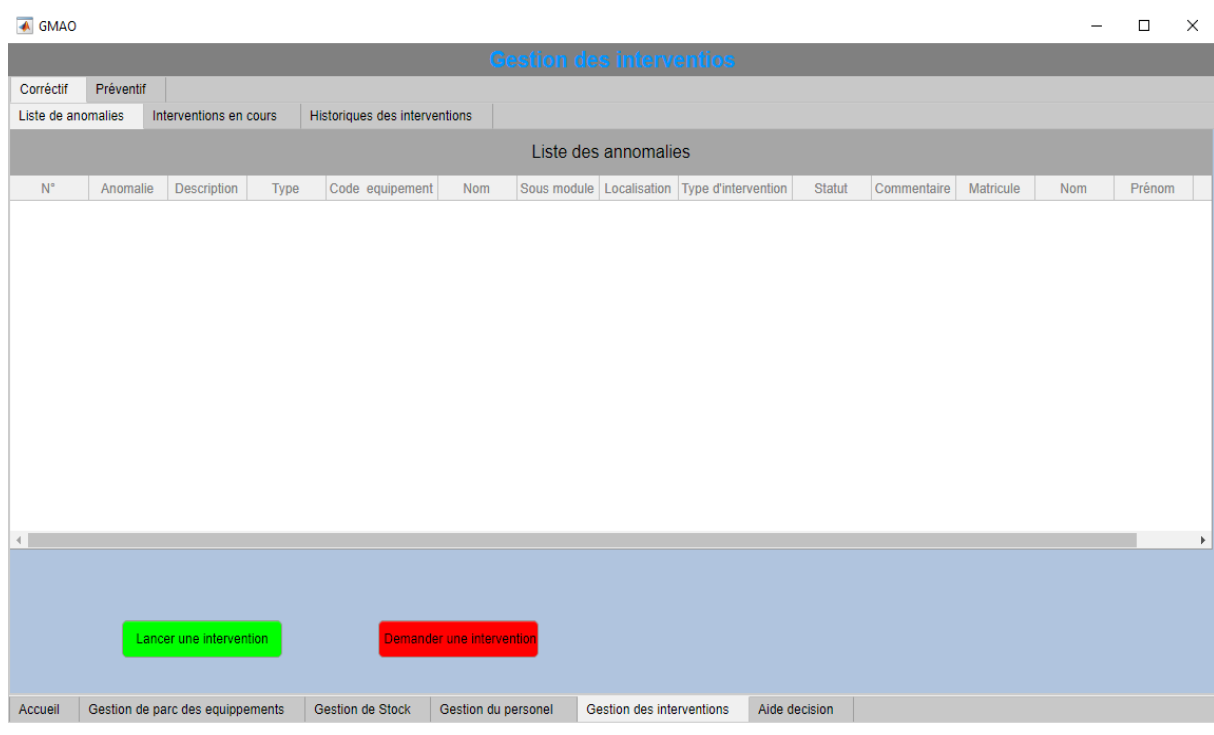 GMAO
Gestion des interventios
Corréctif Préventif
Liste de anomalies Interventions en cours Historiques des interventions
Liste des annomalies
N° Anomalie Description Type Code equipement Nom Sous module Localisation Type d'intervention Statut Commentaire Matricule Nom Prénom
Lancer une intervention Demander une intervention
Accueil Gestion de parc des equippements Gestion de Stock Gestion du personel Gestion des interventions Aide decision